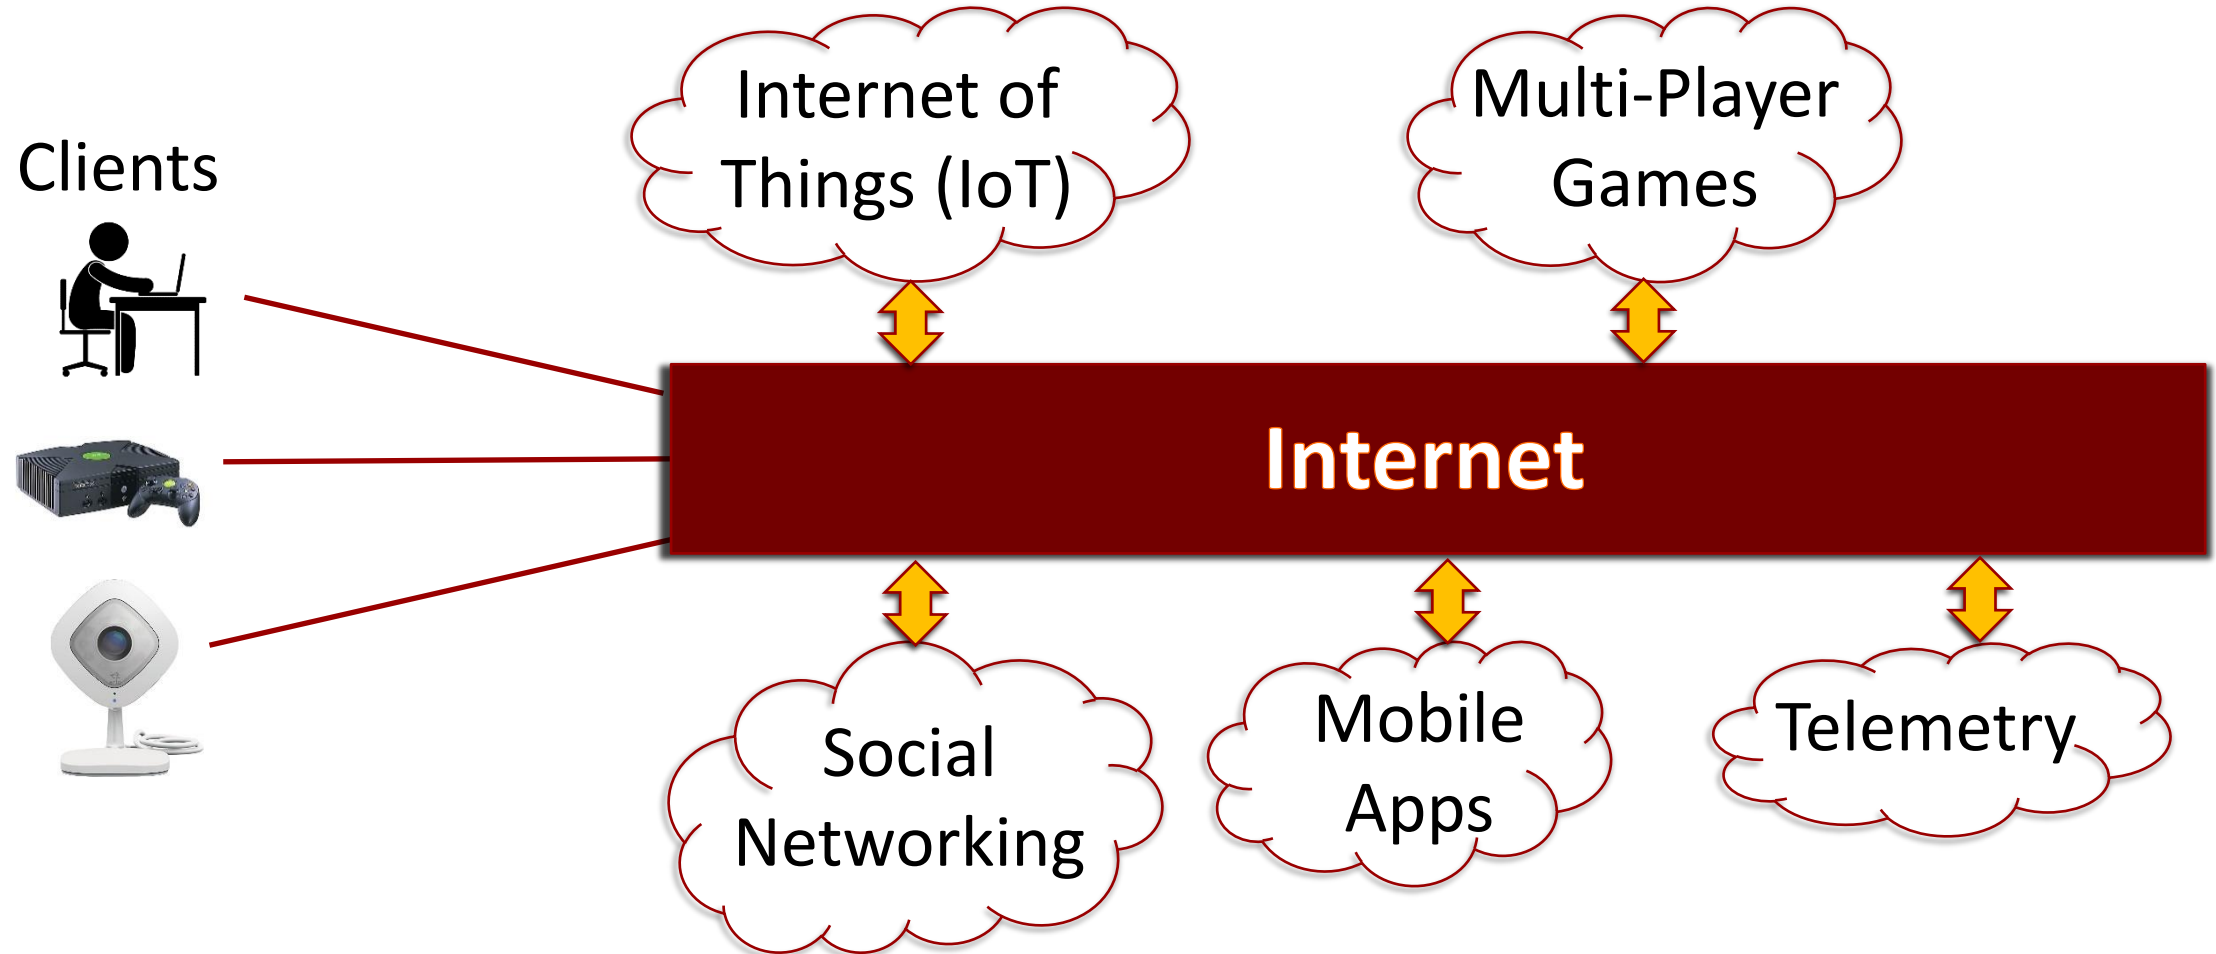 Clients
Internet of
Things (IoT)
Multi-Player
Games
Internet
Social
Networking
Mobile
Apps
Telemetry